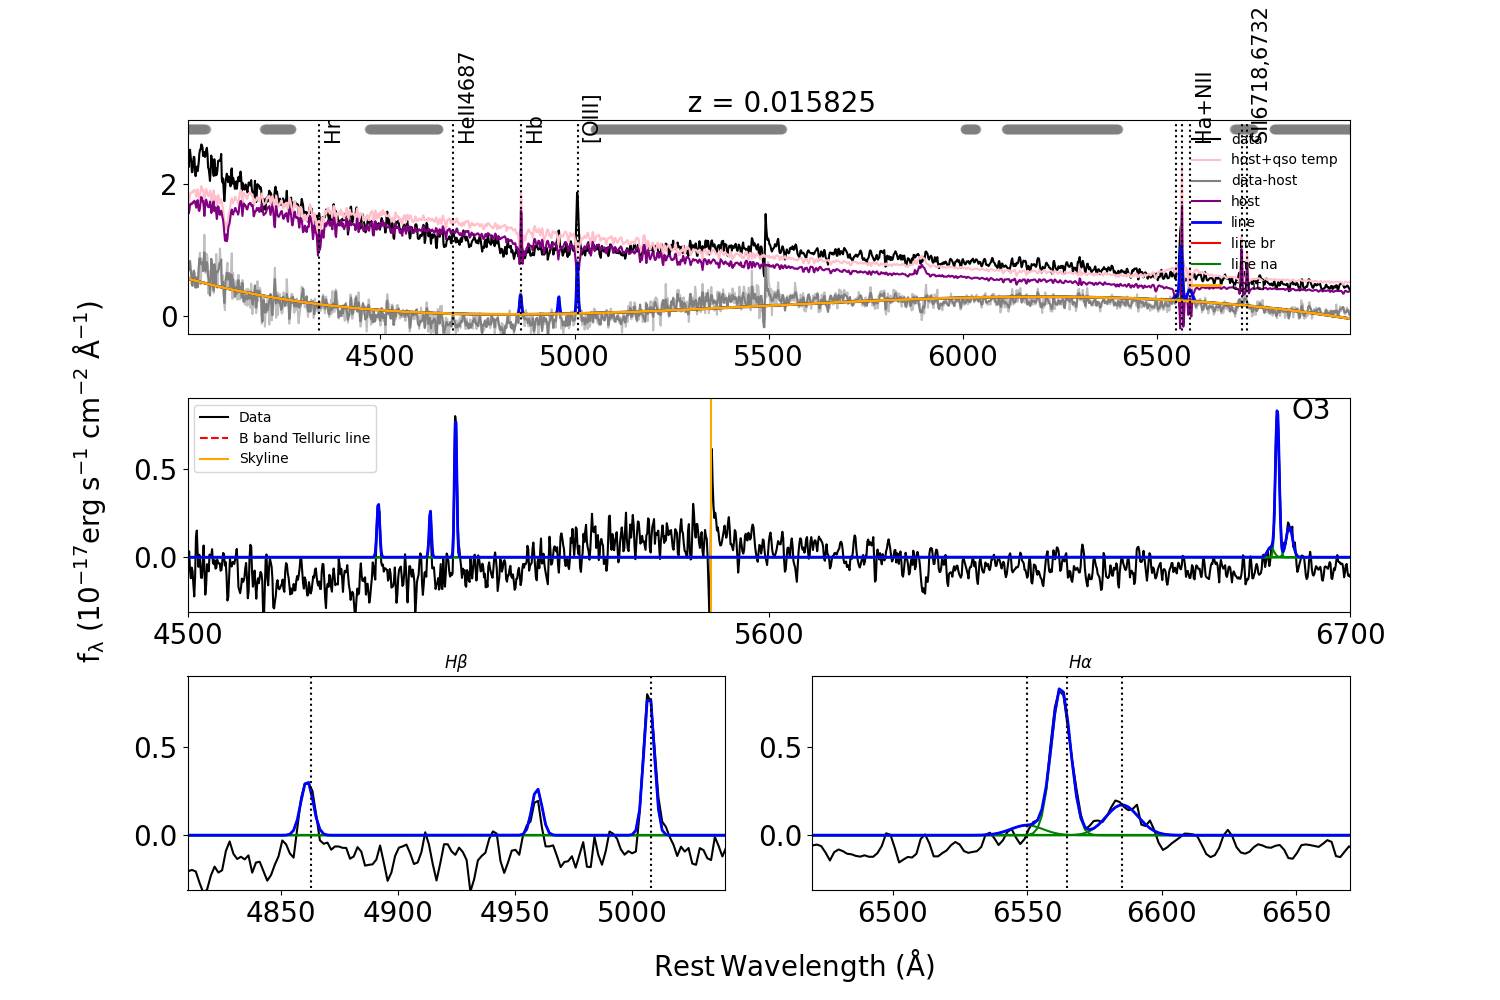 z = 0.015825
Hr
HeII4687
Hb
[OIII]
Ha+NII
SII6718,6732
data
host+qso temp
data-host
host
line
line br
line na
2
0
4500 5000 5500 6000 6500
Data
B band Telluric line
Skyline
O3
0.5
0.0
4500 5600 6700
fλ (10⁻¹⁷erg s⁻¹ cm⁻² Å⁻¹)
Hβ
0.5
0.0
4850 4900 4950 5000
Hα
0.5
0.0
6500 6550 6600 6650
Rest Wavelength (Å)